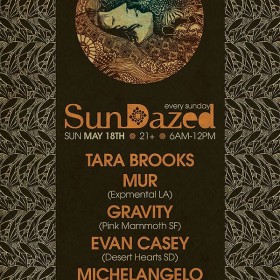 every sunday
SunDazed
SUN MAY 18TH ✹ 21+ ✹ 6AM-12PM
TARA BROOKS
MUR
(Expmental LA)
GRAVITY
(Pink Mammoth SF)
EVAN CASEY
(Desert Hearts SD)
MICHELANGELO